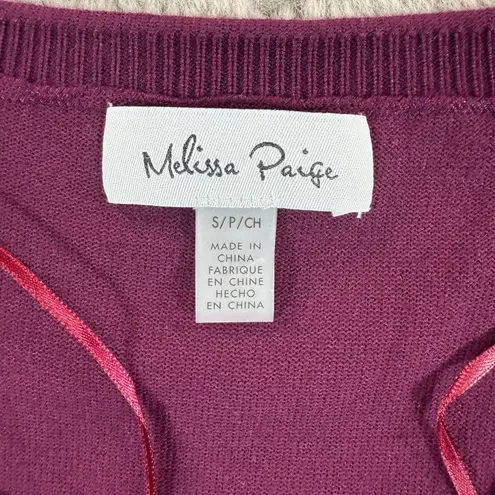 Melissa Paige
S/P/CH
MADE IN
CHINA
FABRIQUE
EN CHINE
HECHO
EN CHINA